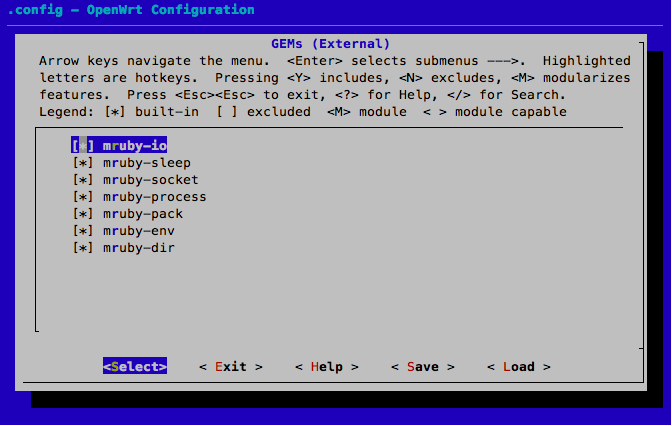 .config - OpenWrt Configuration
GEMs (External)
Arrow keys navigate the menu.  <Enter> selects submenus --->.  Highlighted
letters are hotkeys.  Pressing <Y> includes, <N> excludes, <M> modularizes
features.  Press <Esc><Esc> to exit, <?> for Help, </> for Search.
Legend: [*] built-in  [ ] excluded  <M> module  < > module capable
[*] mruby-io
[*] mruby-sleep
[*] mruby-socket
[*] mruby-process
[*] mruby-pack
[*] mruby-env
[*] mruby-dir
<Select>    < Exit >    < Help >    < Save >    < Load >